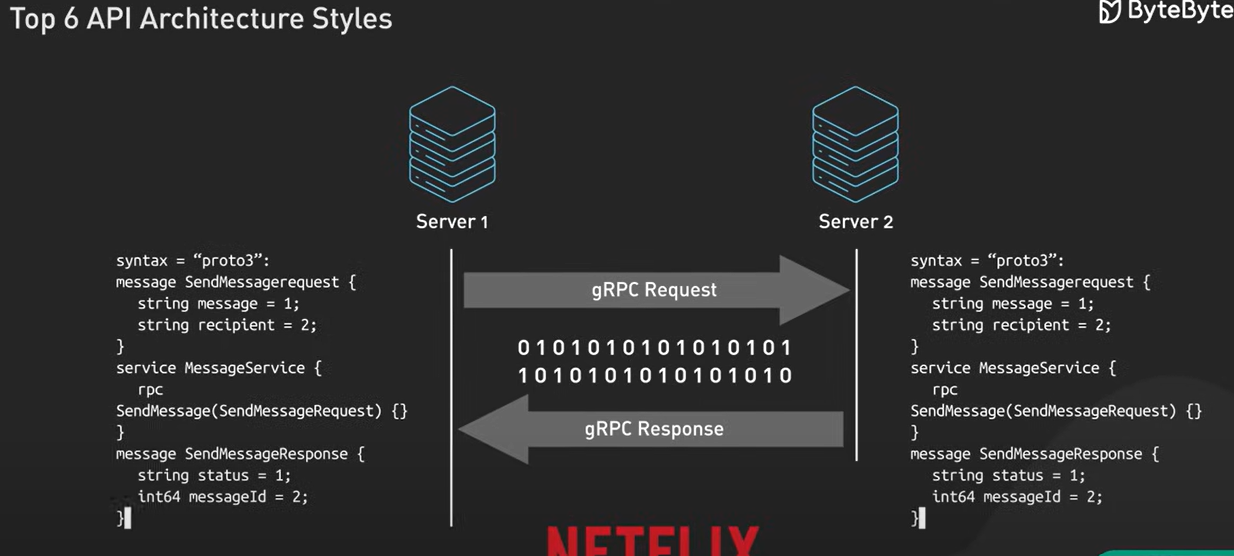 Top 6 API Architecture Styles
ByteByte
Server 1
Server 2
syntax = “proto3”:
message SendMessagerequest {
string message = 1;
string recipient = 2;
}
service MessageService {
rpc
SendMessage(SendMessageRequest) {}
}
message SendMessageResponse {
string status = 1;
int64 messageId = 2;
}
gRPC Request
0 1 0 1 0 1 0 1 0 1 0 1 0 1 0 1
1 0 1 0 1 0 1 0 1 0 1 0 1 0 1 0
gRPC Response
syntax = “proto3”:
message SendMessagerequest {
string message = 1;
string recipient = 2;
}
service MessageService {
rpc
SendMessage(SendMessageRequest) {}
}
message SendMessageResponse {
string status = 1;
int64 messageId = 2;
}
NETFLIX